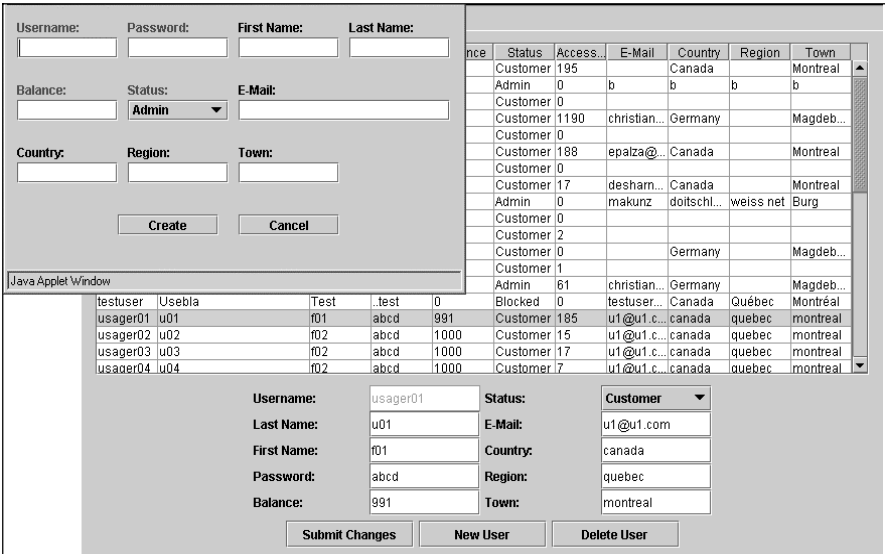 Username: Password: First Name: Last Name:
Balance: Status: E-Mail:
Admin
Country: Region: Town:
Create Cancel
Java Applet Window
nce Status Access... E-Mail Country Region Town
Customer 195 Canada Montreal
Admin 0 b b b b
Customer 0
Customer 1190 christian... Germany Magdeb...
Customer 0
Customer 188 epalza@... Canada Montreal
Customer 0
Customer 17 desharn... Canada Montreal
Admin 0 makunz doitschl... weiss net Burg
Customer 0
Customer 2
Customer 0 Germany Magdeb...
Customer 1
Admin 61 christian... Germany Magdeb...
testuser Usebla Test ..test 0 Blocked 0 testuser... Canada Québec Montréal
usager01 u01 f01 abcd 991 Customer 185 u1@u1.c... canada quebec montreal
usager02 u02 f02 abcd 1000 Customer 15 u1@u1.c... canada quebec montreal
usager03 u03 f02 abcd 1000 Customer 17 u1@u1.c... canada quebec montreal
usager04 u04 f02 abcd 1000 Customer 7 u1@u1.c... canada quebec montreal
Username: usager01 Status: Customer
Last Name: u01 E-Mail: u1@u1.com
First Name: f01 Country: canada
Password: abcd Region: quebec
Balance: 991 Town: montreal
Submit Changes New User Delete User